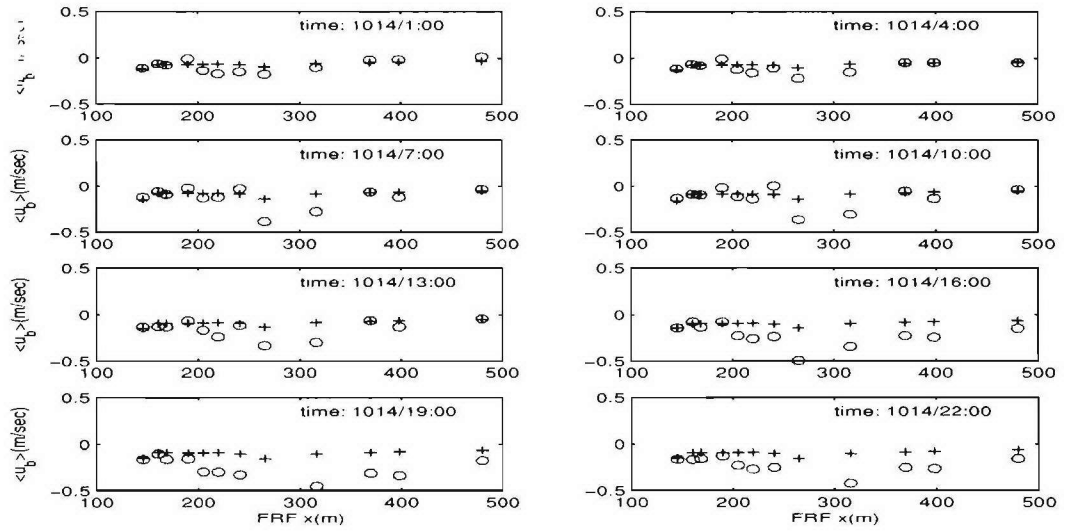 0.5 0.5
time: 1014/1:00 time: 1014/4:00
0 0
−0.5 −0.5
100 200 300 400 500 100 200 300 400 500
0.5 0.5
time: 1014/7:00 time: 1014/10:00
<u_b>(m/sec) 0 0
−0.5 −0.5
100 200 300 400 500 100 200 300 400 500
0.5 0.5
time: 1014/13:00 time: 1014/16:00
<u_b>(m/sec) 0 0
−0.5 −0.5
100 200 300 400 500 100 200 300 400 500
0.5 0.5
time: 1014/19:00 time: 1014/22:00
<u_b>(m/sec) 0 0
−0.5 −0.5
100 200 300 400 500 100 200 300 400 500
FRF x(m) FRF x(m)